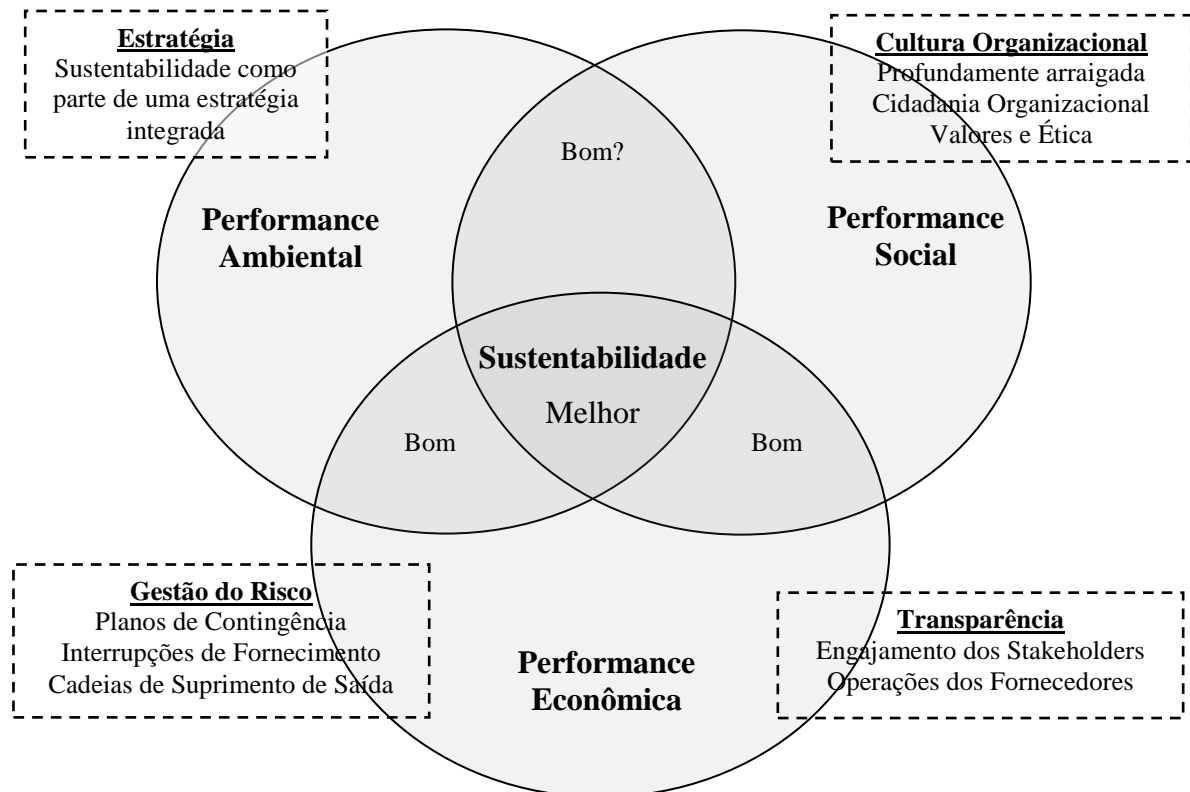 Estratégia
Sustentabilidade como
parte de uma estratégia
integrada
Cultura Organizacional
Profundamente arraigada
Cidadania Organizacional
Valores e Ética
Bom?
Performance
Ambiental
Performance
Social
Sustentabilidade
Melhor
Bom
Bom
Gestão do Risco
Planos de Contingência
Interrupções de Fornecimento
Cadeias de Suprimento de Saída
Performance
Econômica
Transparência
Engajamento dos Stakeholders
Operações dos Fornecedores